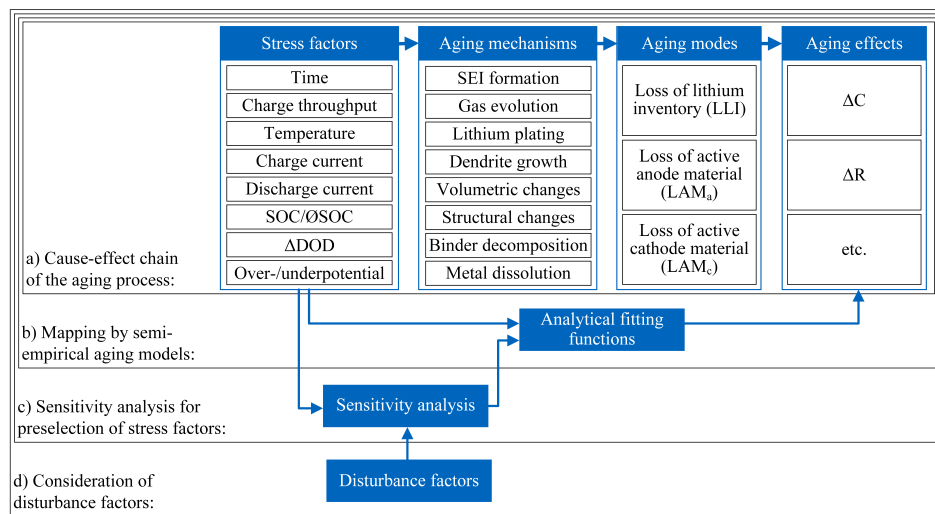 Stress factors
Aging mechanisms
Aging modes
Aging effects
Time
Charge throughput
Temperature
Charge current
Discharge current
SOC/ØSOC
ΔDOD
Over-/underpotential
SEI formation
Gas evolution
Lithium plating
Dendrite growth
Volumetric changes
Structural changes
Binder decomposition
Metal dissolution
Loss of lithium
inventory (LLI)
Loss of active
anode material
(LAMₐ)
Loss of active
cathode material
(LAM꜀)
ΔC
ΔR
etc.
a) Cause-effect chain
of the aging process:
b) Mapping by semi-
empirical aging models:
Analytical fitting
functions
c) Sensitivity analysis for
preselection of stress factors:
Sensitivity analysis
d) Consideration of
disturbance factors:
Disturbance factors